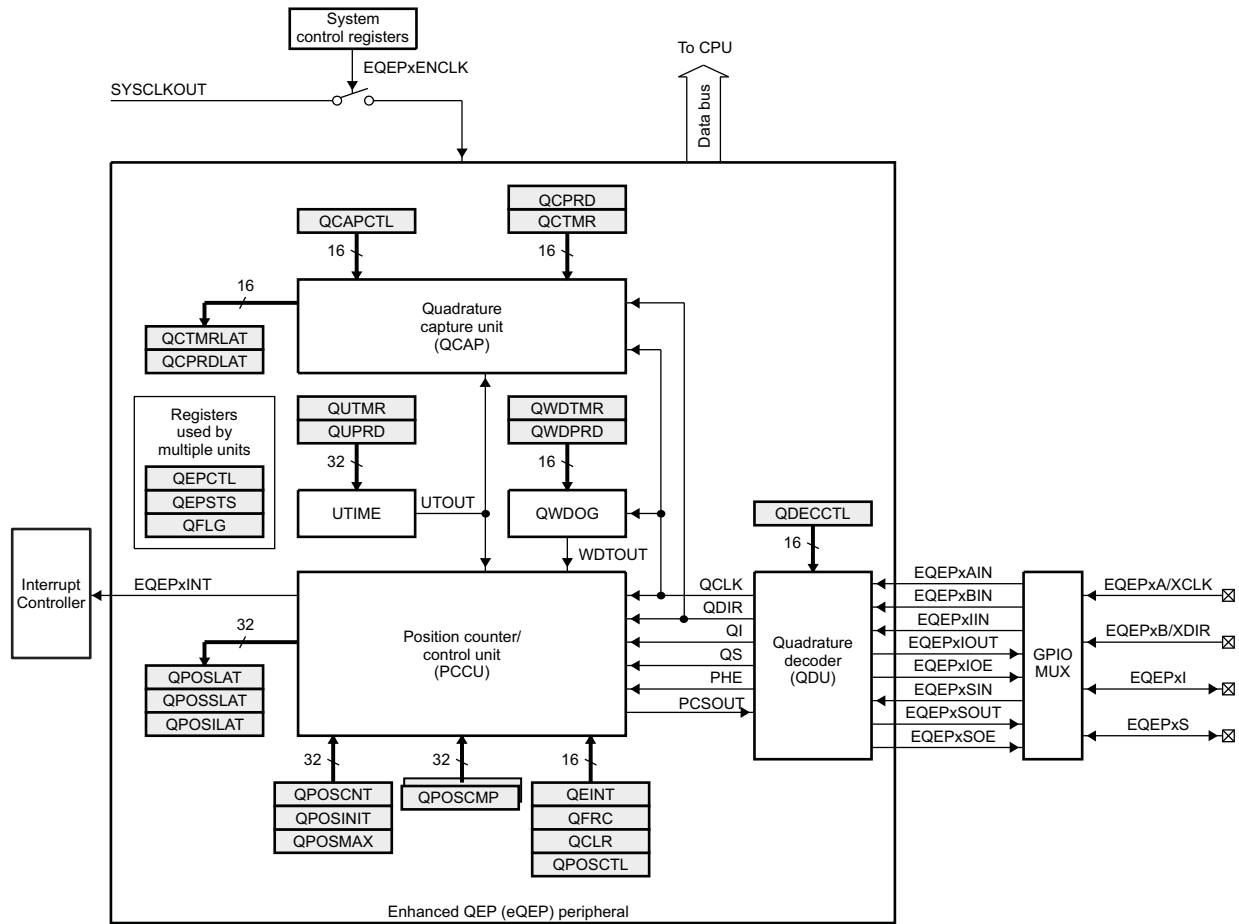 System
control registers
To CPU
EQEPxENCLK
SYSCLKOUT
Data bus
QCPRD
QCAPCTL
QCTMR
16
16
16
Quadrature
capture unit
(QCAP)
QCTMRLAT
QCPRDLAT
Registers
used by
multiple units
QUTMR
QWDTMR
QUPRD
QWDPRD
32
16
QEPCTL
QEPSTS
QFLG
UTIME
UTOUT
QWDOG
QDECCTL
WDTOUT
16
Interrupt
Controller
EQEPxINT
32
Position counter/
control unit
(PCCU)
QCLK
QDIR
QI
QS
PHE
PCSOUT
Quadrature
decoder
(QDU)
EQEPxAIN
EQEPxBIN
EQEPxIIN
EQEPxIOUT
EQEPxIOE
EQEPxSIN
EQEPxSOUT
EQEPxSOE
GPIO
MUX
EQEPxA/XCLK
EQEPxB/XDIR
EQEPxI
EQEPxS
QPOSLAT
QPOSSLAT
QPOSILAT
32
32
16
QPOSCNT
QPOSINIT
QPOSMAX
QPOSCMP
QEINT
QFRC
QCLR
QPOSCTL
Enhanced QEP (eQEP) peripheral